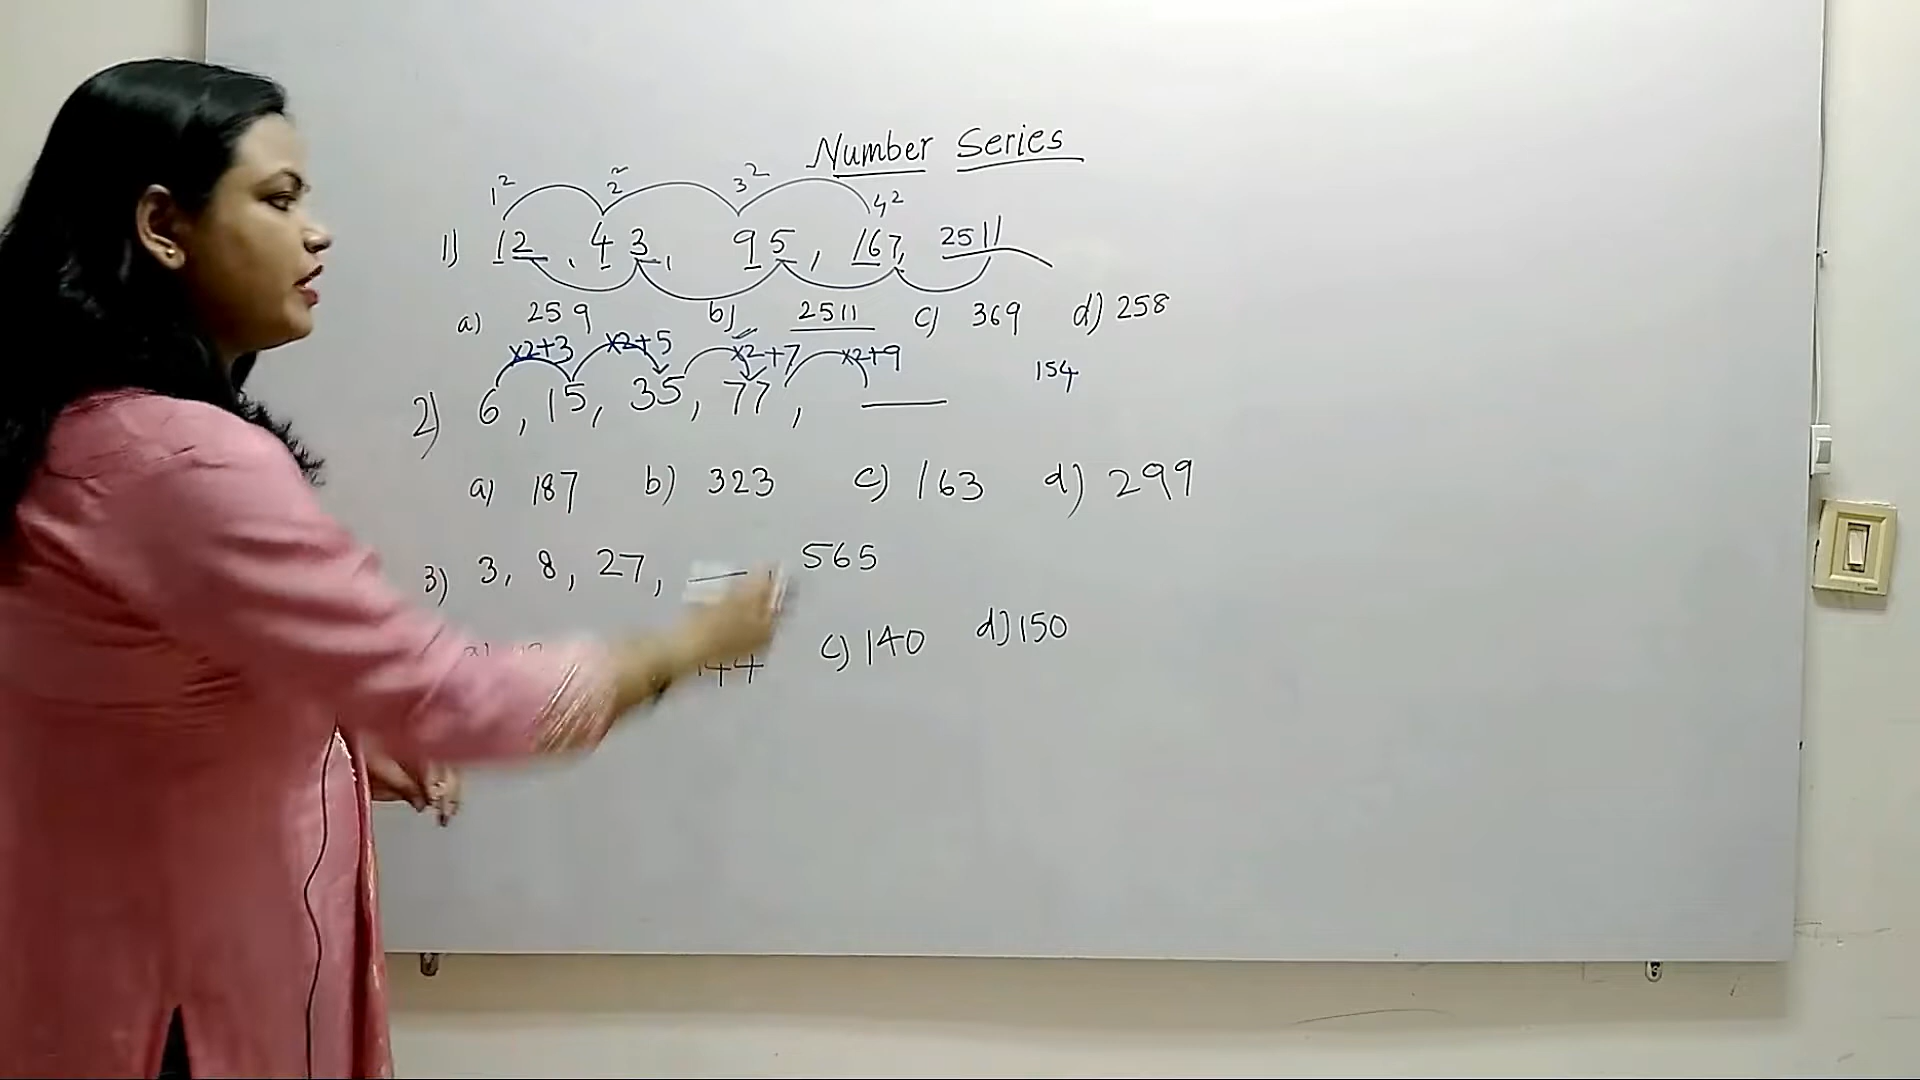 Number Series
1² 2² 3² 4²
1) 12, 43, 95, 167, 2511
a) 259 b) 2511 c) 369 d) 258
×2+3 ×2+5 ×2+7 ×2+9
154
2) 6, 15, 35, 77, ___
a) 187 b) 323 c) 163 d) 299
3) 3, 8, 27, ___, 565
a) 144 c) 140 d) 150